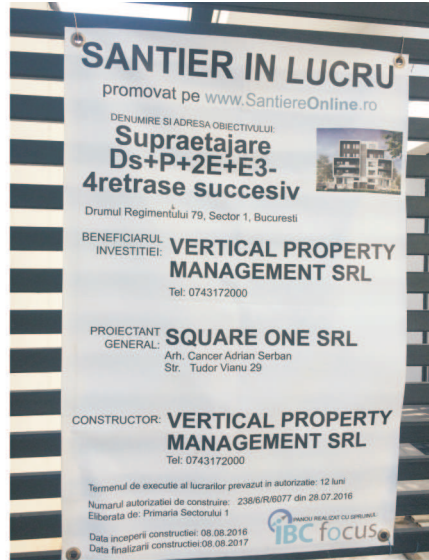 SANTIER IN LUCRU
promovat pe www.SantiereOnline.ro
DENUMIRE SI ADRESA OBIECTIVULUI:
Supraetajare
Ds+P+2E+E3-
4retrase succesiv
Drumul Regimentului 79, Sector 1, Bucuresti
BENEFICIARUL INVESTITIEI: VERTICAL PROPERTY
MANAGEMENT SRL
Tel: 0743172000
PROIECTANT GENERAL: SQUARE ONE SRL
Arh. Cancer Adrian Serban
Str. Tudor Vianu 29
CONSTRUCTOR: VERTICAL PROPERTY
MANAGEMENT SRL
Tel: 0743172000
Termenul de executie al lucrarilor prevazut in autorizatie: 12 luni
Numarul autorizatiei de construire: 238/6/R/6077 din 28.07.2016
Eliberata de: Primaria Sectorului 1
Data inceperii constructiei: 08.08.2016
Data finalizarii constructiei:08.08.2017
PANOU REALIZAT CU SPRIJINUL
IBC focus